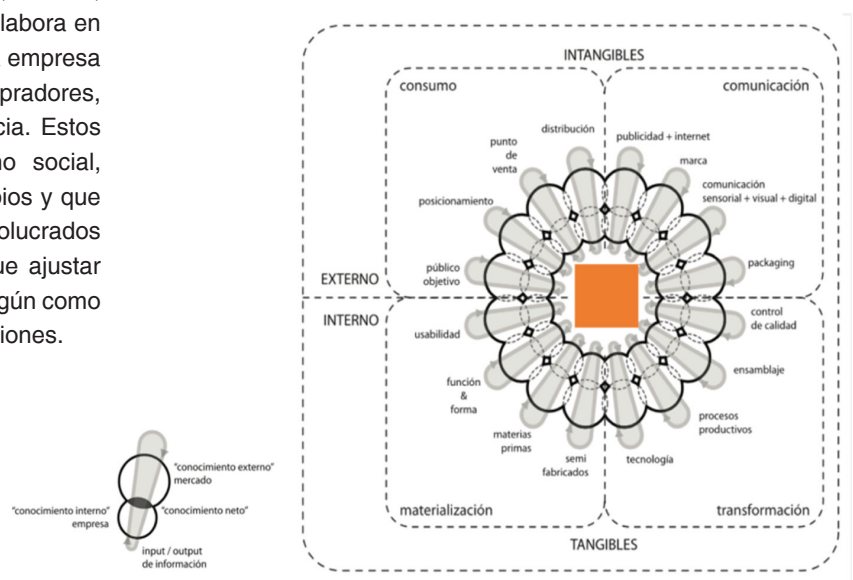 labora en
empresa
pradores,
cia. Estos
no social,
bios y que
olucrados
ue ajustar
gún como
iones.
INTANGIBLES
consumo
comunicación
distribución
publicidad + internet
punto
de
venta
marca
comunicación
sensorial + visual + digital
posicionamiento
público
objetivo
packaging
EXTERNO
INTERNO
control
de calidad
usabilidad
ensamblaje
función
&
forma
procesos
productivos
materias
primas
semi
fabricados
tecnología
materialización
transformación
TANGIBLES
"conocimiento externo"
mercado
"conocimiento interno"
empresa
"conocimiento neto"
input / output
de información